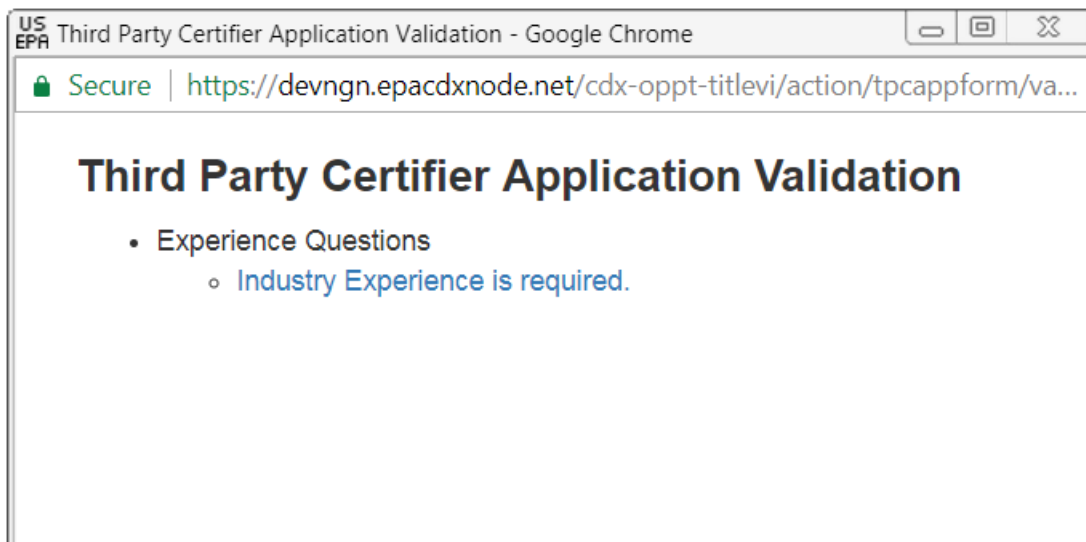 US EPA Third Party Certifier Application Validation - Google Chrome
Secure | https://devngn.epacdxnode.net/cdx-oppt-titlevi/action/tpcappform/va...
Third Party Certifier Application Validation
• Experience Questions
◦ Industry Experience is required.